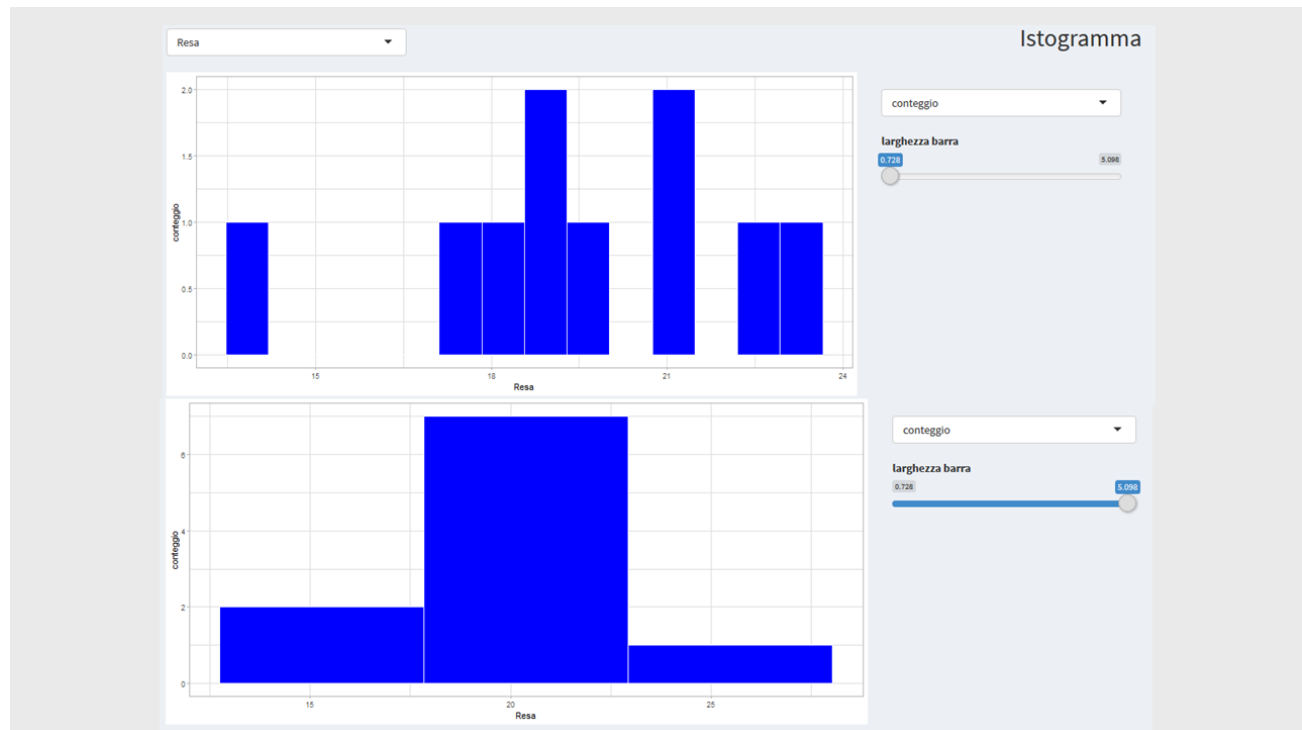 Resa
Istogramma
conteggio
larghezza barra
0.728 5.098
2.0
1.5
1.0
0.5
0.0
conteggio
15 18 21 24
Resa
conteggio
larghezza barra
0.728 5.098
6
4
2
0
conteggio
15 20 25
Resa